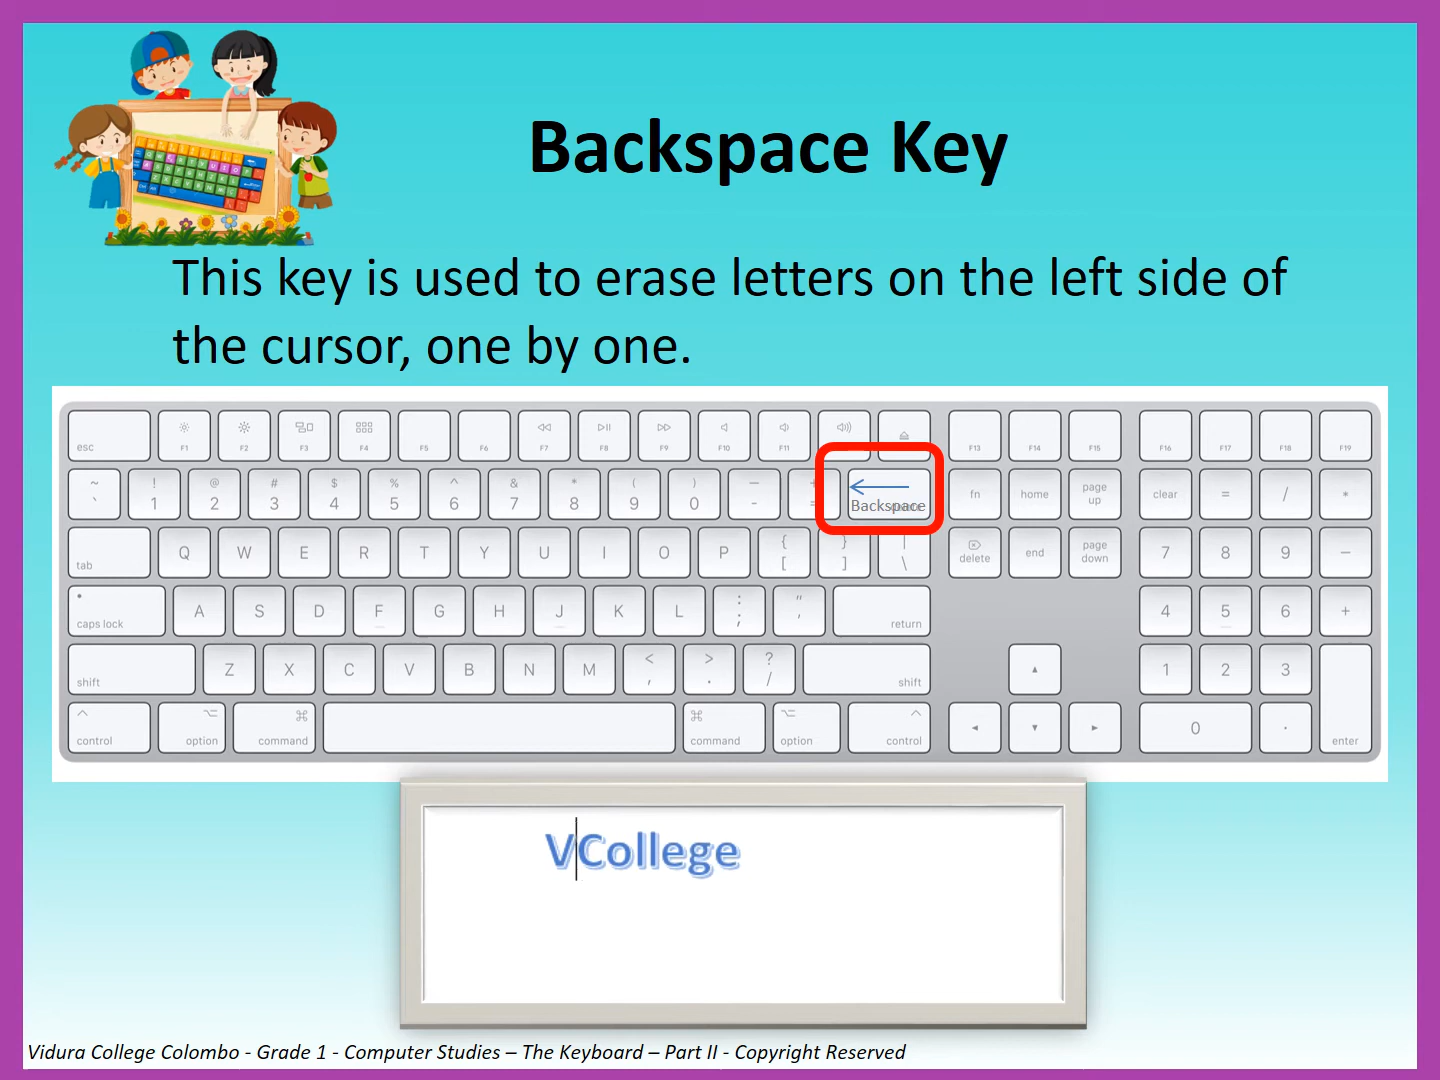 Backspace Key
This key is used to erase letters on the left side of
the cursor, one by one.
esc F1 F2 F3 F4 F5 F6 F7 F8 F9 F10 F11 F13 F14 F15 F16 F17 F18 F19
~ ` ! 1 @ 2 # 3 $ 4 % 5 ^ 6 & 7 * 8 ( 9 ) 0 — - + = Backspace fn home page up clear = / *
tab Q W E R T Y U I O P { [ } ] | \ delete end page down 7 8 9 −
caps lock A S D F G H J K L : ; " ' return 4 5 6 +
shift Z X C V B N M < , > . ? / shift 1 2 3
control option command command option control 0 . enter
VCollege
Vidura College Colombo - Grade 1 - Computer Studies – The Keyboard – Part II - Copyright Reserved